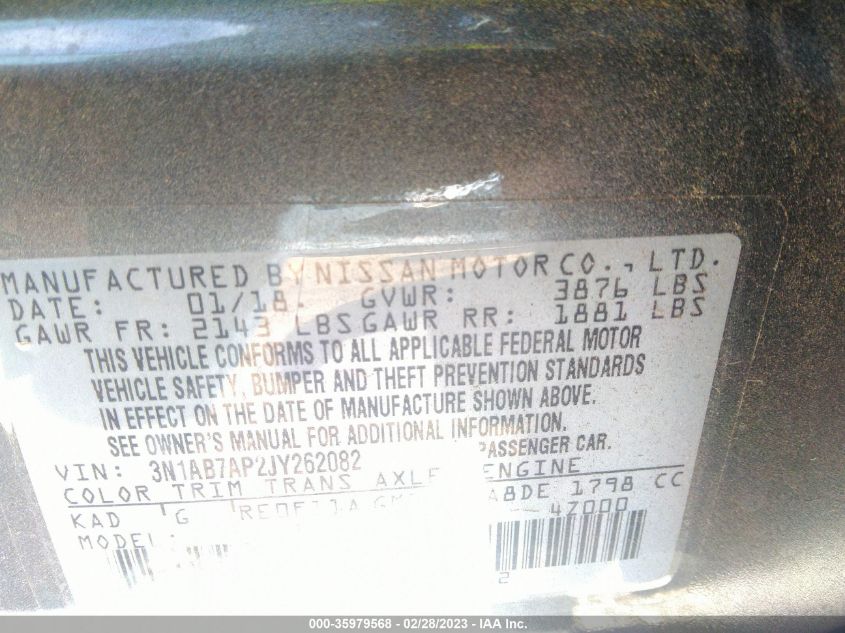 MANUFACTURED BY NISSAN MOTOR CO., LTD.
DATE: 01/18. GVWR: 3876 LBS
GAWR FR: 2143 LBS GAWR RR: 1881 LBS
THIS VEHICLE CONFORMS TO ALL APPLICABLE FEDERAL MOTOR
VEHICLE SAFETY, BUMPER AND THEFT PREVENTION STANDARDS
IN EFFECT ON THE DATE OF MANUFACTURE SHOWN ABOVE.
SEE OWNER'S MANUAL FOR ADDITIONAL INFORMATION.
VIN: 3N1AB7AP2JY262082 PASSENGER CAR.
COLOR TRIM TRANS AXLE ENGINE
KAD G 1798 CC
MODEL: 47000
2
000-35979568 - 02/28/2023 - IAA Inc.